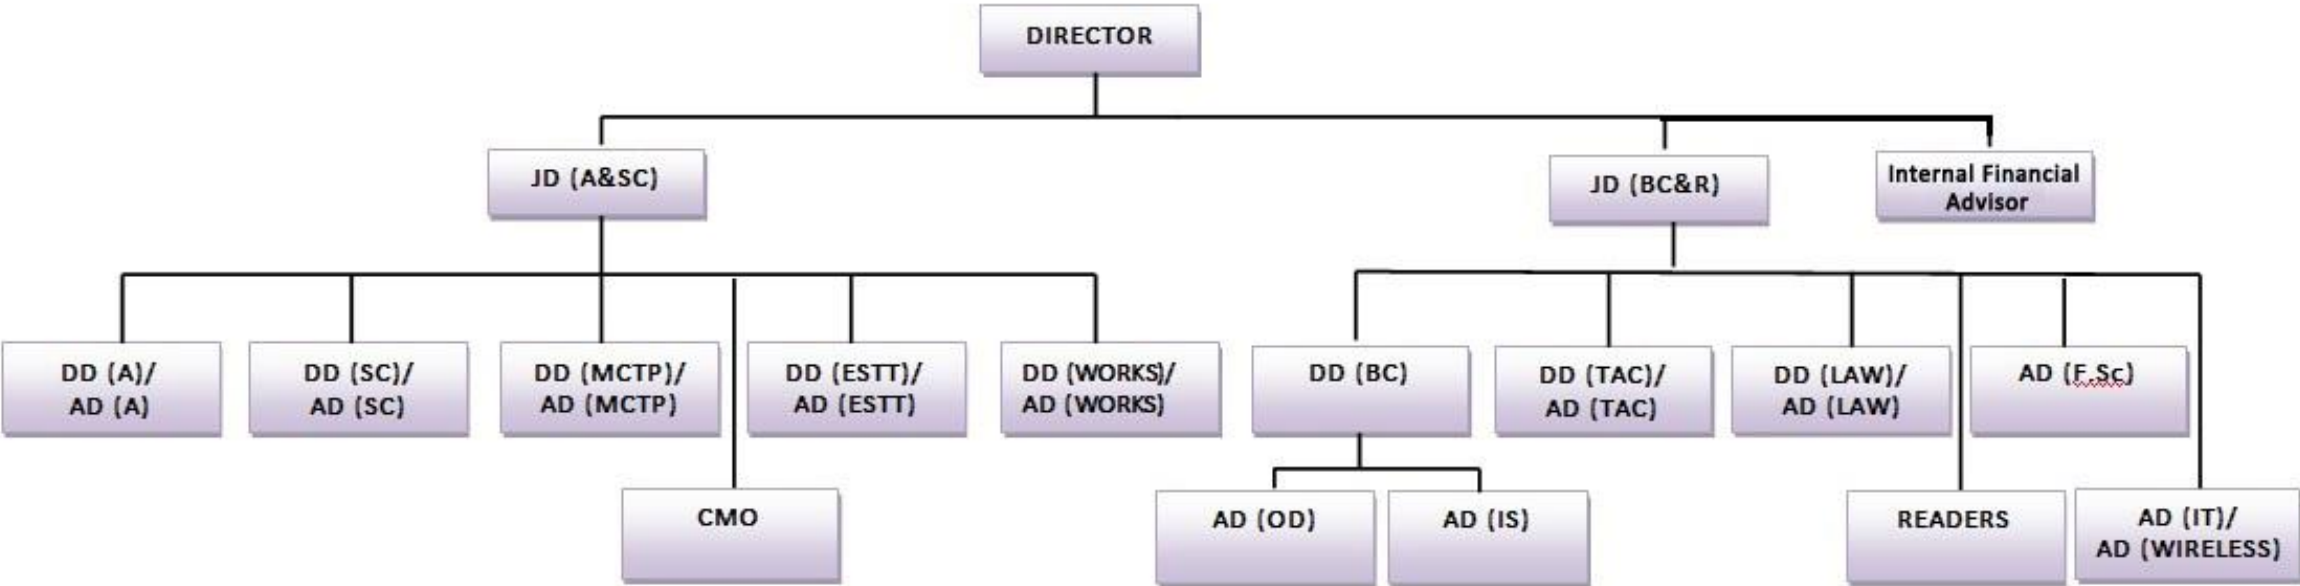 DIRECTOR
JD (A&SC)
JD (BC&R)
Internal Financial
Advisor
DD (A)/
AD (A)
DD (SC)/
AD (SC)
DD (MCTP)/
AD (MCTP)
DD (ESTT)/
AD (ESTT)
DD (WORKS)/
AD (WORKS)
DD (BC)
DD (TAC)/
AD (TAC)
DD (LAW)/
AD (LAW)
AD (F.Sc)
CMO
AD (OD)
AD (IS)
READERS
AD (IT)/
AD (WIRELESS)